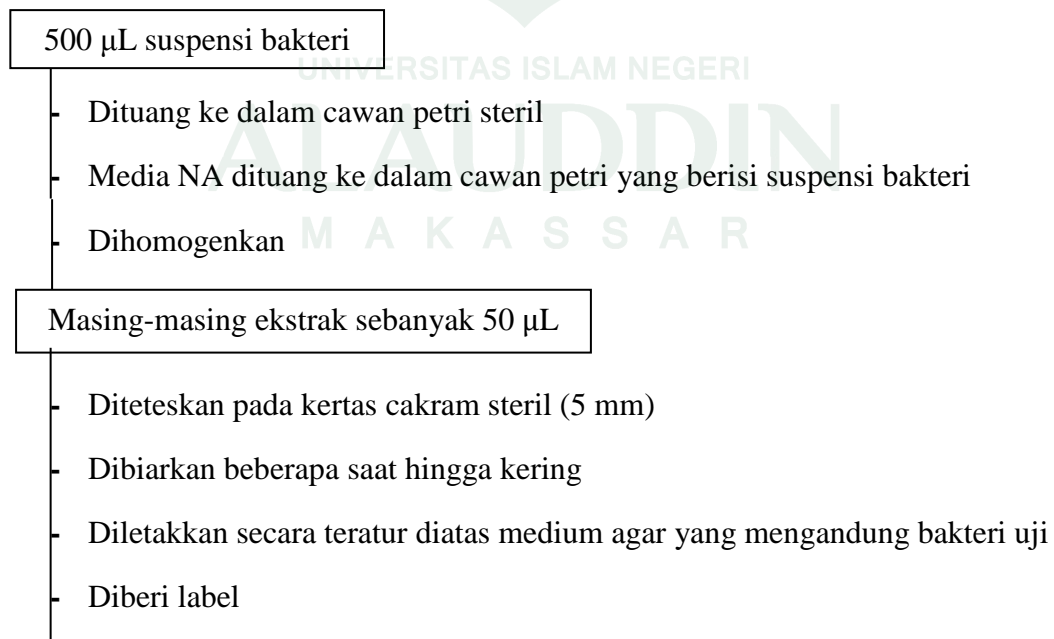 500 μL suspensi bakteri
UNIVERSITAS ISLAM NEGERI
- Dituang ke dalam cawan petri steril
ALAUDDIN
- Media NA dituang ke dalam cawan petri yang berisi suspensi bakteri
- Dihomogenkan
MAKASSAR
Masing-masing ekstrak sebanyak 50 μL
- Diteteskan pada kertas cakram steril (5 mm)
- Dibiarkan beberapa saat hingga kering
- Diletakkan secara teratur diatas medium agar yang mengandung bakteri uji
- Diberi label